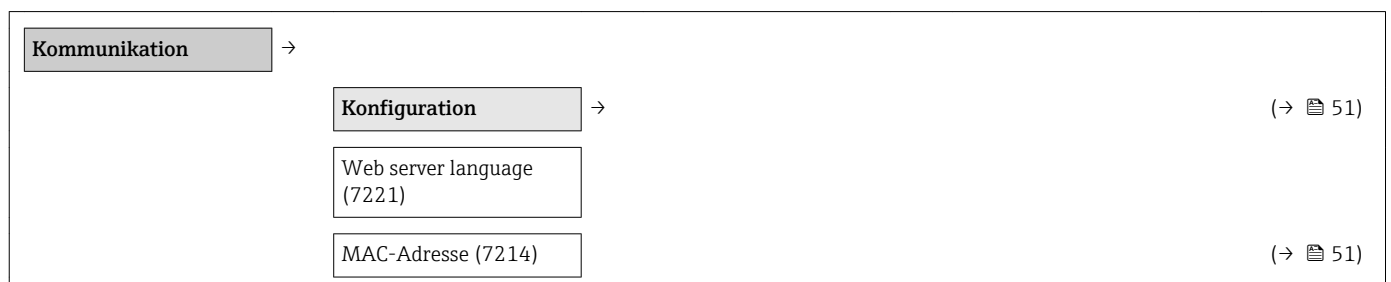 Kommunikation →
Konfiguration → (→ 🖹 51)
Web server language
(7221)
MAC-Adresse (7214) (→ 🖹 51)